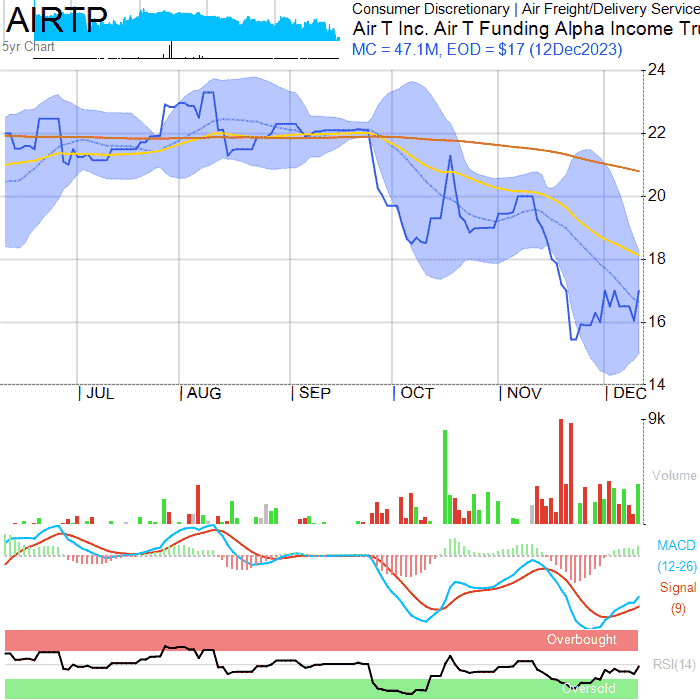 AIRTP
5yr Chart
Consumer Discretionary | Air Freight/Delivery Service
Air T Inc. Air T Funding Alpha Income Tr
MC = 47.1M, EOD = $17 (12Dec2023)
24
22
20
18
16
14
JUL
AUG
SEP
OCT
NOV
DEC
9k
Volume
MACD
(12-26)
Signal
(9)
Overbought
RSI(14)
Oversold